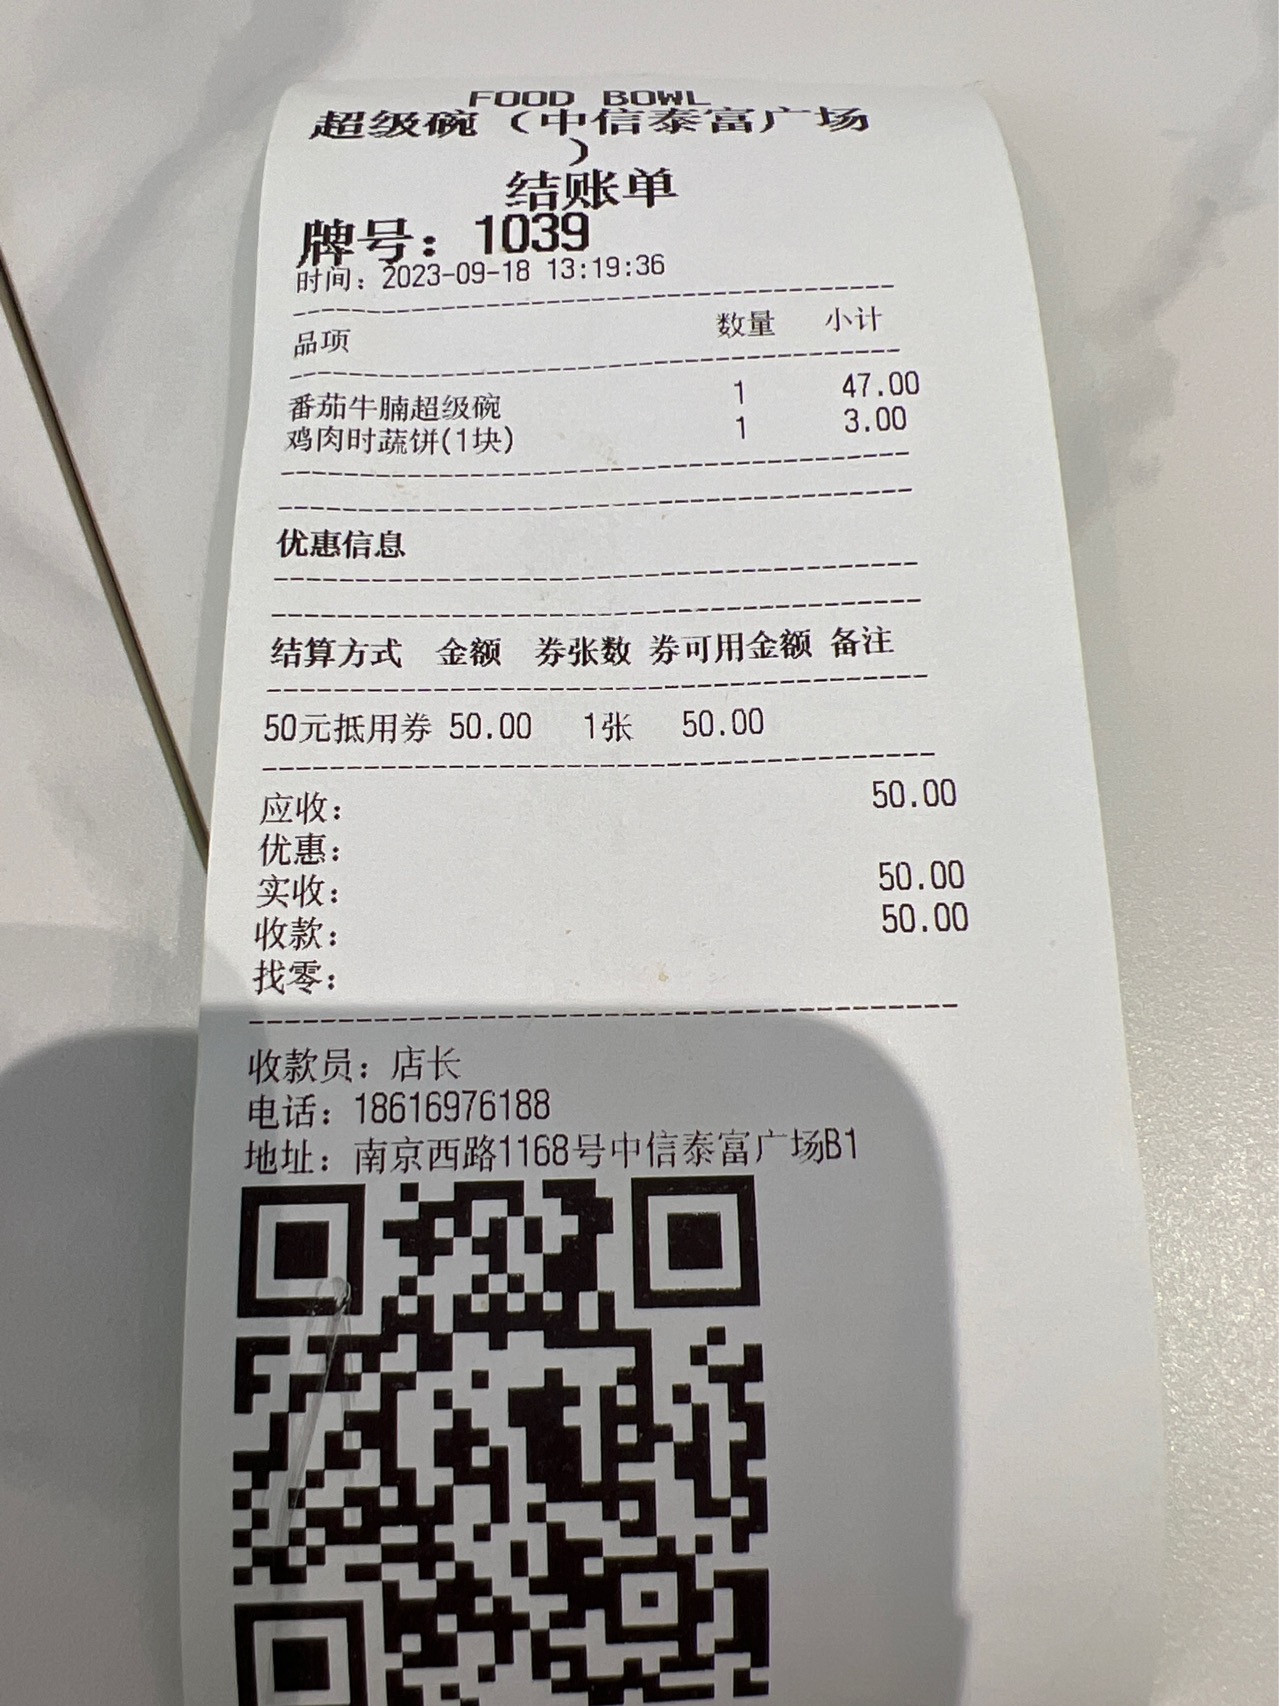 FOOD BOWL
超级碗（中信泰富广场
）
结账单
牌号：1039
时间：2023-09-18 13:19:36
品项 数量 小计
番茄牛腩超级碗 1 47.00
鸡肉时蔬饼(1块) 1 3.00
优惠信息
结算方式 金额 券张数 券可用金额 备注
50元抵用券 50.00 1张 50.00
应收： 50.00
优惠：
实收： 50.00
收款： 50.00
找零：
收款员：店长
电话：18616976188
地址：南京西路1168号中信泰富广场B1